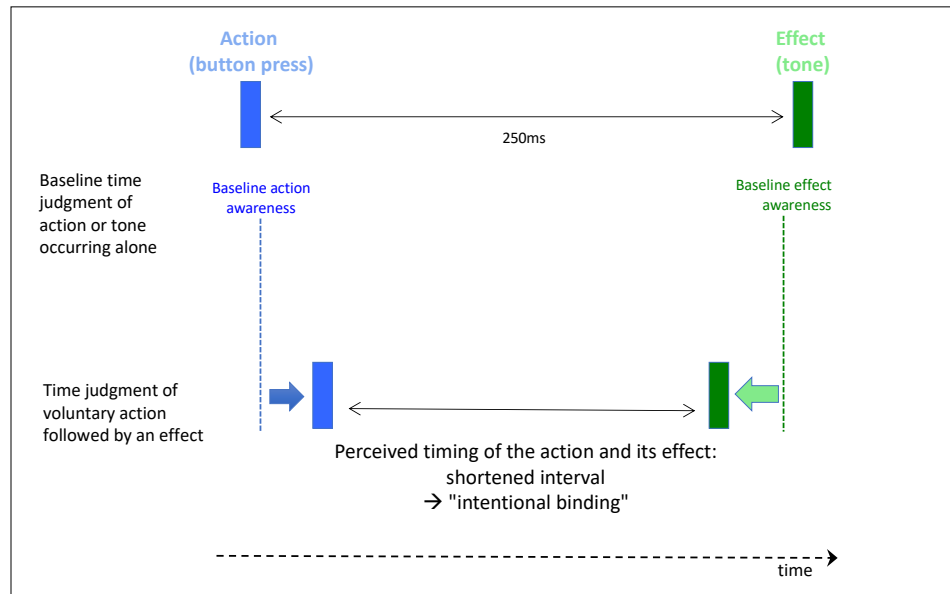 Action
(button press)
Effect
(tone)
250ms
Baseline time
judgment of
action or tone
occurring alone
Baseline action
awareness
Baseline effect
awareness
Time judgment of
voluntary action
followed by an effect
Perceived timing of the action and its effect:
shortened interval
→ "intentional binding"
time